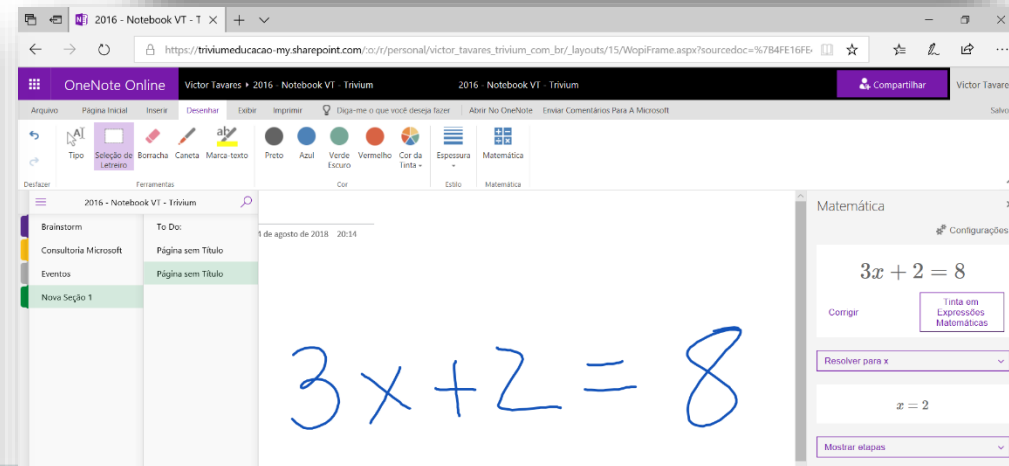 2016 - Notebook VT - T
https://triviumeducacao-my.sharepoint.com/:o:/r/personal/victor_tavares_trivium_com_br/_layouts/15/WopiFrame.aspx?sourcedoc=%7B4FE16FE
OneNote Online Victor Tavares ▸ 2016 - Notebook VT - Trivium 2016 - Notebook VT - Trivium Compartilhar Victor Tavare
Arquivo Página Inicial Inserir Desenhar Exibir Imprimir Diga-me o que você deseja fazer Abrir No OneNote Enviar Comentários Para A Microsoft Salvo
Tipo Seleção de Letreiro Borracha Caneta Marca-texto Preto Azul Verde Escuro Vermelho Cor da Tinta Espessura Matemática
Desfazer Ferramentas Cor Estilo Matemática
2016 - Notebook VT - Trivium
Brainstorm
Consultoria Microsoft
Eventos
Nova Seção 1
To Do:
Página sem Título
Página sem Título
de agosto de 2018 20:14
3x+2=8
Matemática
Configurações
3x + 2 = 8
Corrigir
Tinta em
Expressões
Matemáticas
Resolver para x
x = 2
Mostrar etapas